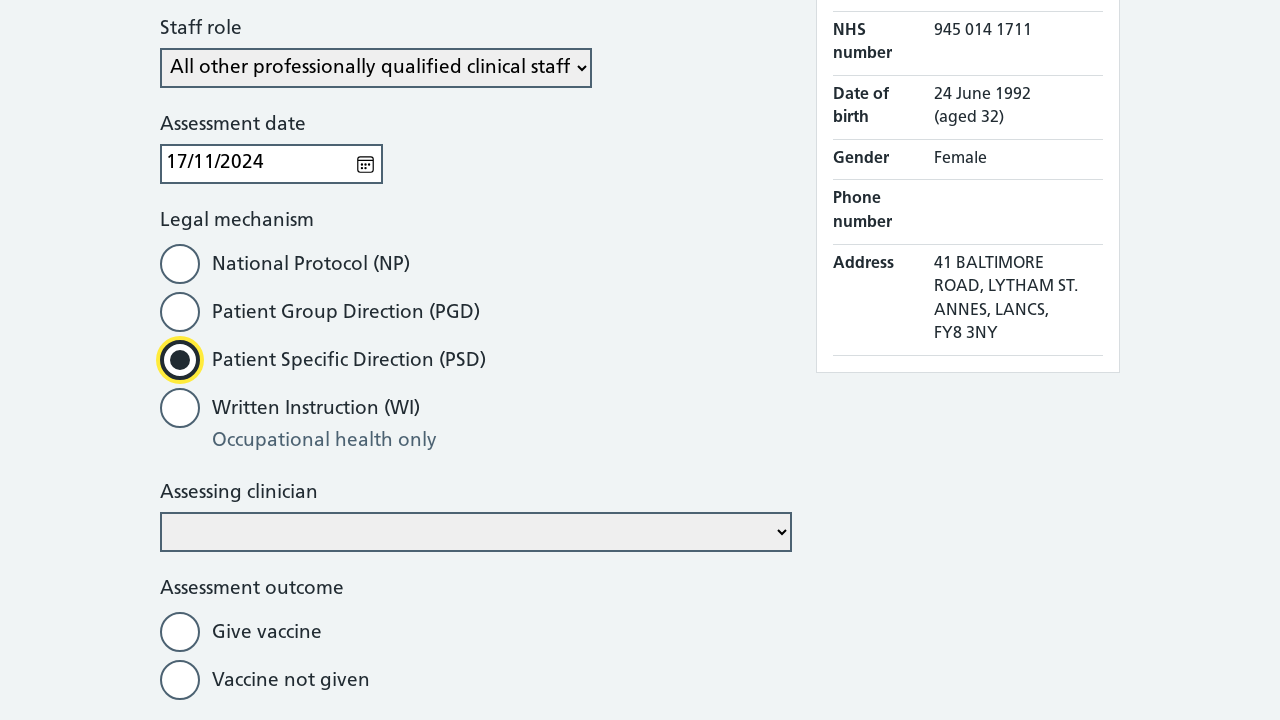 Staff role
All other professionally qualified clinical staff
Assessment date
17/11/2024
Legal mechanism
National Protocol (NP)
Patient Group Direction (PGD)
Patient Specific Direction (PSD)
Written Instruction (WI)
Occupational health only
Assessing clinician
Assessment outcome
Give vaccine
Vaccine not given
NHS 945 014 1711
number
Date of 24 June 1992
birth (aged 32)
Gender Female
Phone
number
Address 41 BALTIMORE
ROAD, LYTHAM ST.
ANNES, LANCS,
FY8 3NY